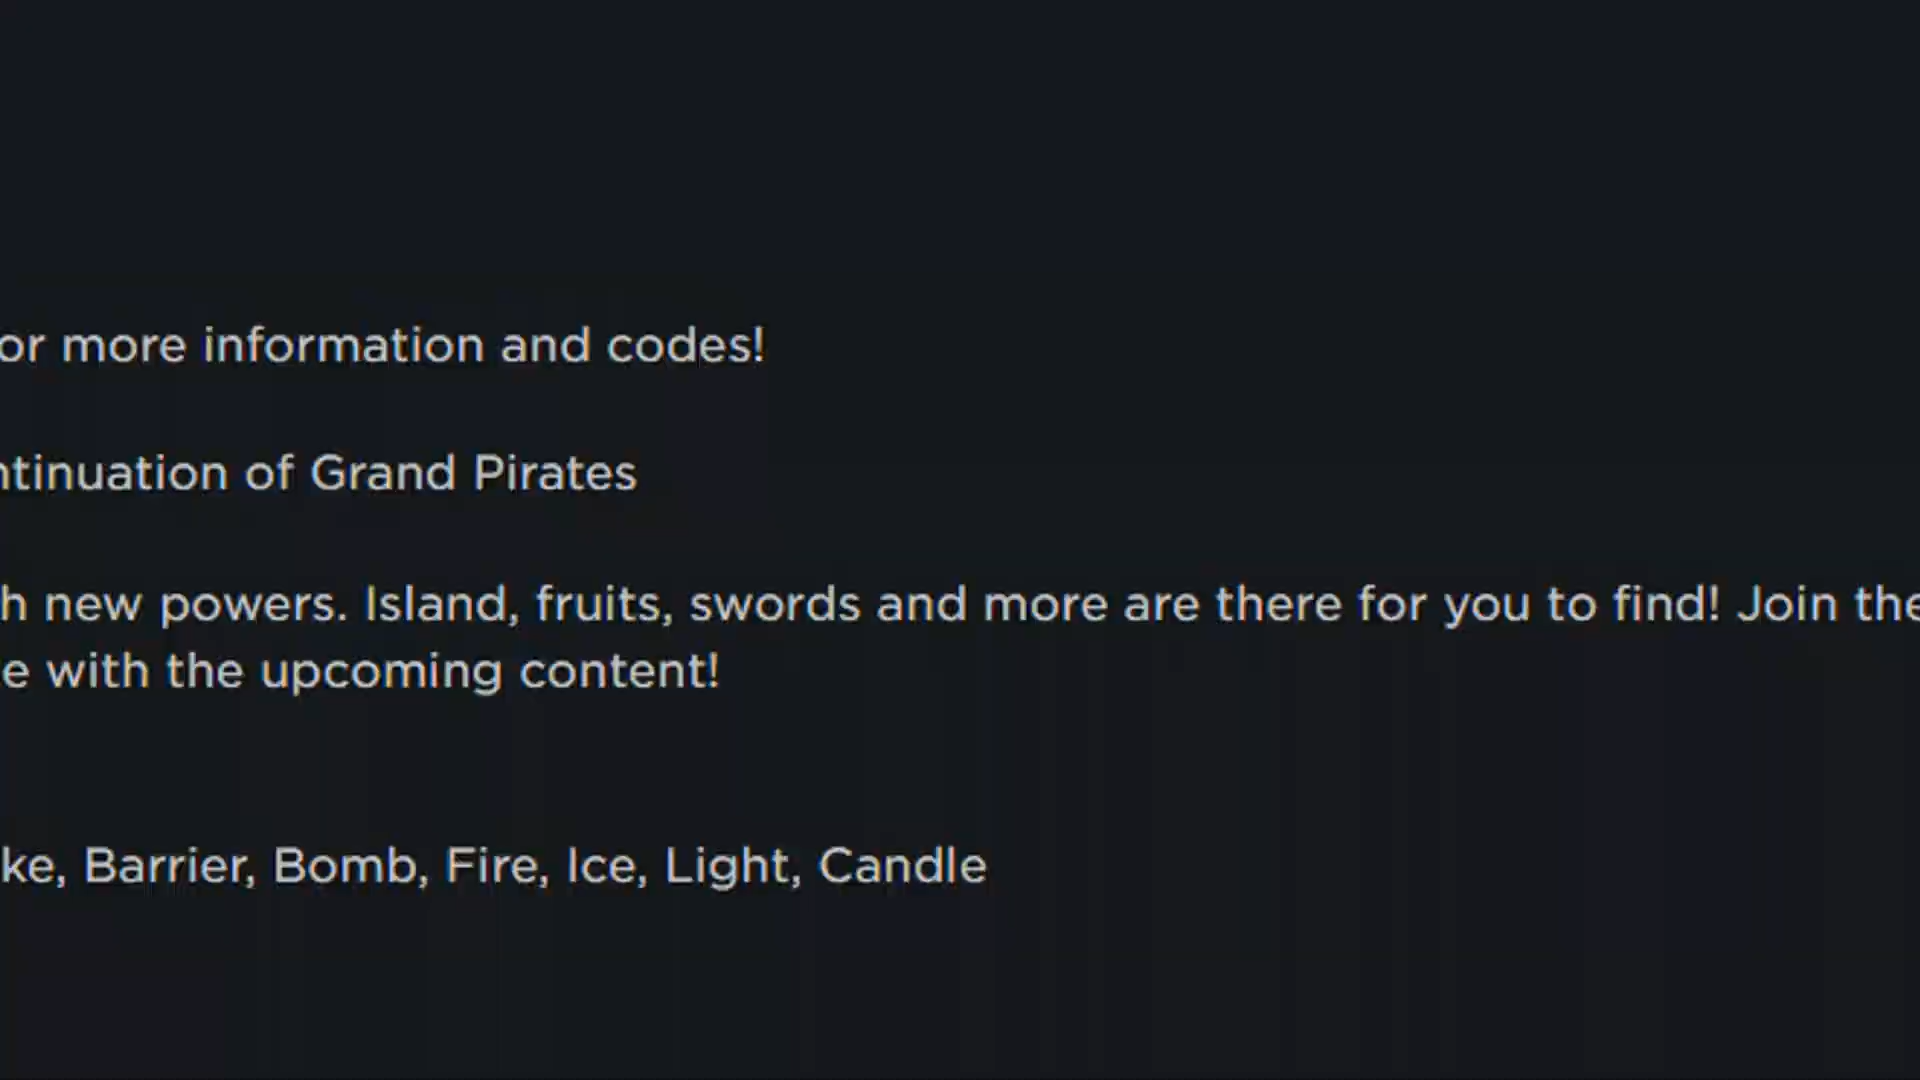 or more information and codes!
ntinuation of Grand Pirates
h new powers. Island, fruits, swords and more are there for you to find! Join the
e with the upcoming content!
ke, Barrier, Bomb, Fire, Ice, Light, Candle